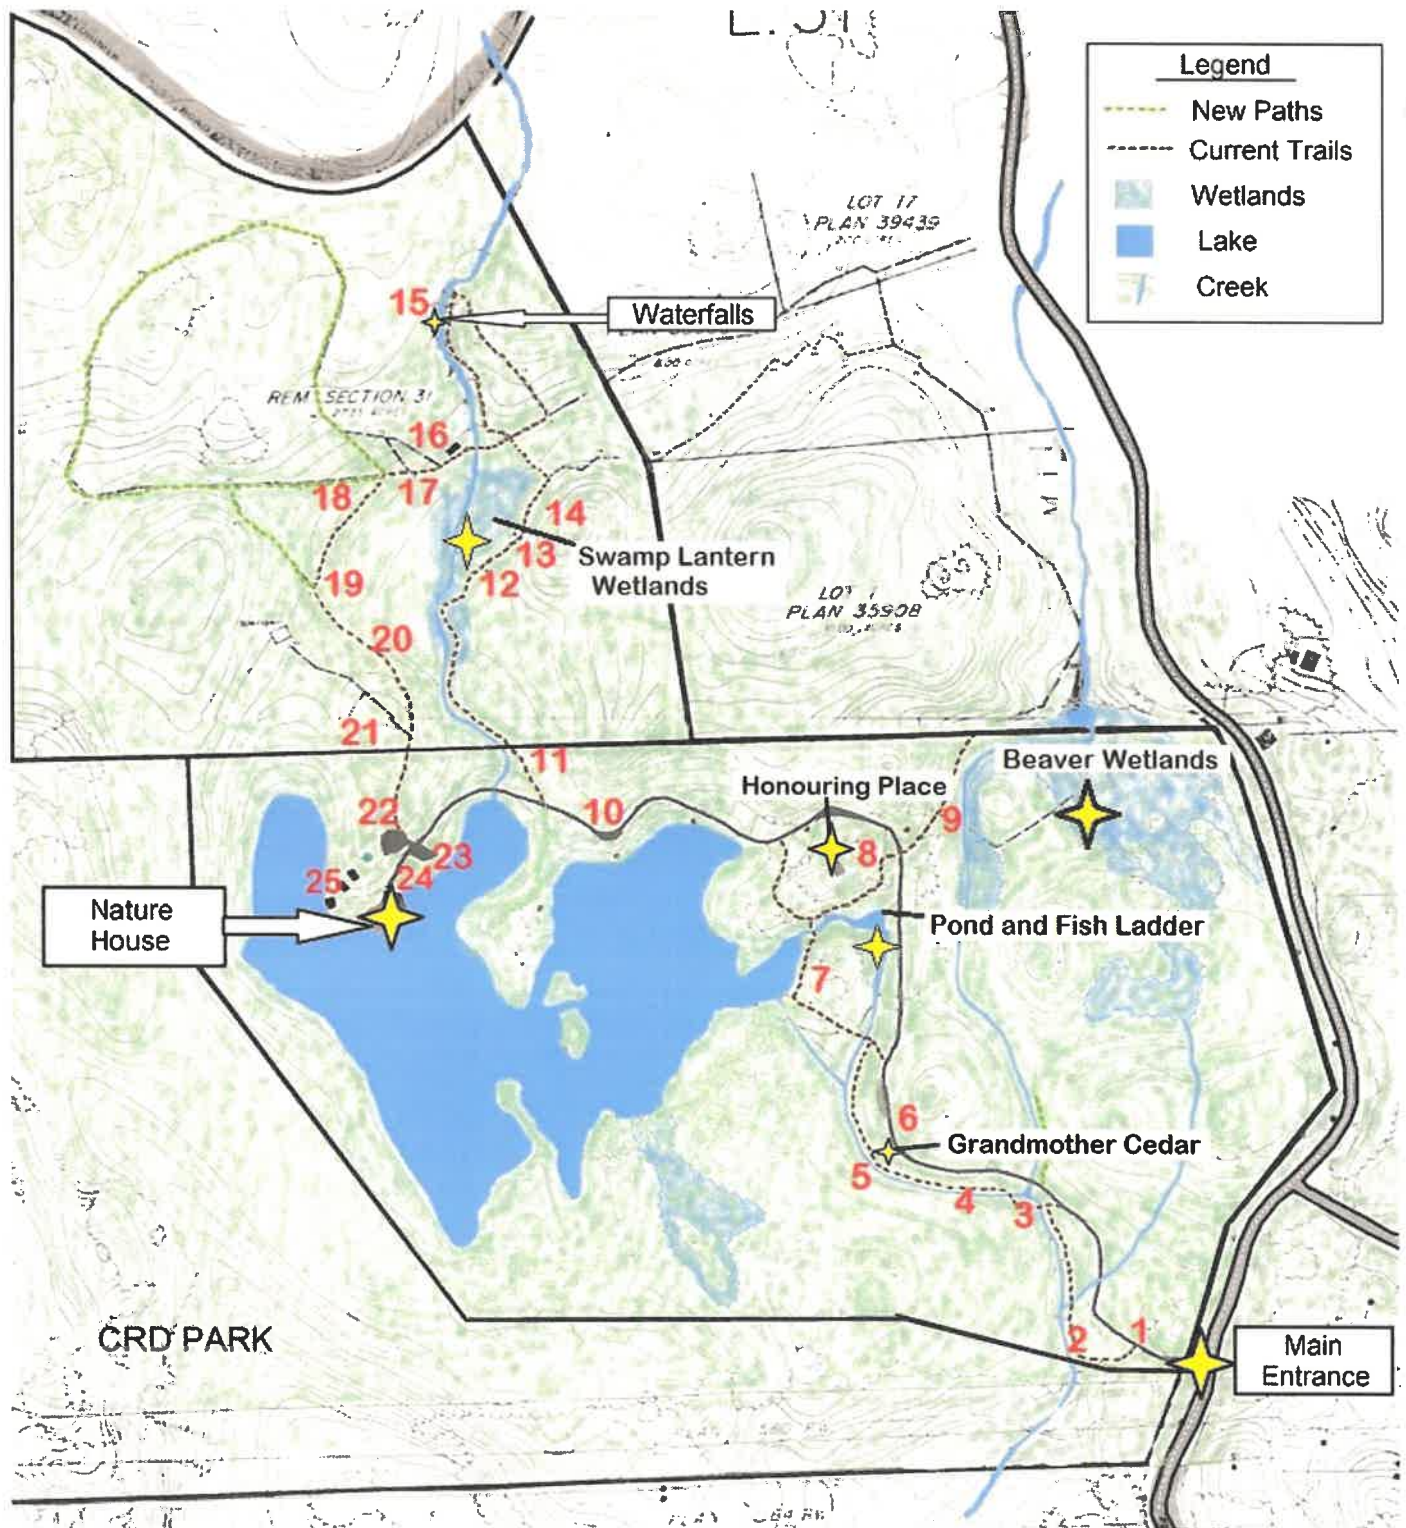 Legend
New Paths
Current Trails
Wetlands
Lake
Creek
LOT 17
PLAN 39439
15
Waterfalls
REM SECTION 31
16
18
17
14
13
Swamp Lantern
Wetlands
12
19
PLAN 35908
20
21
11
Beaver Wetlands
Honouring Place
22
10
9
23
8
25
24
Nature
House
Pond and Fish Ladder
7
6
Grandmother Cedar
5
4
3
CRD PARK
2
1
Main
Entrance